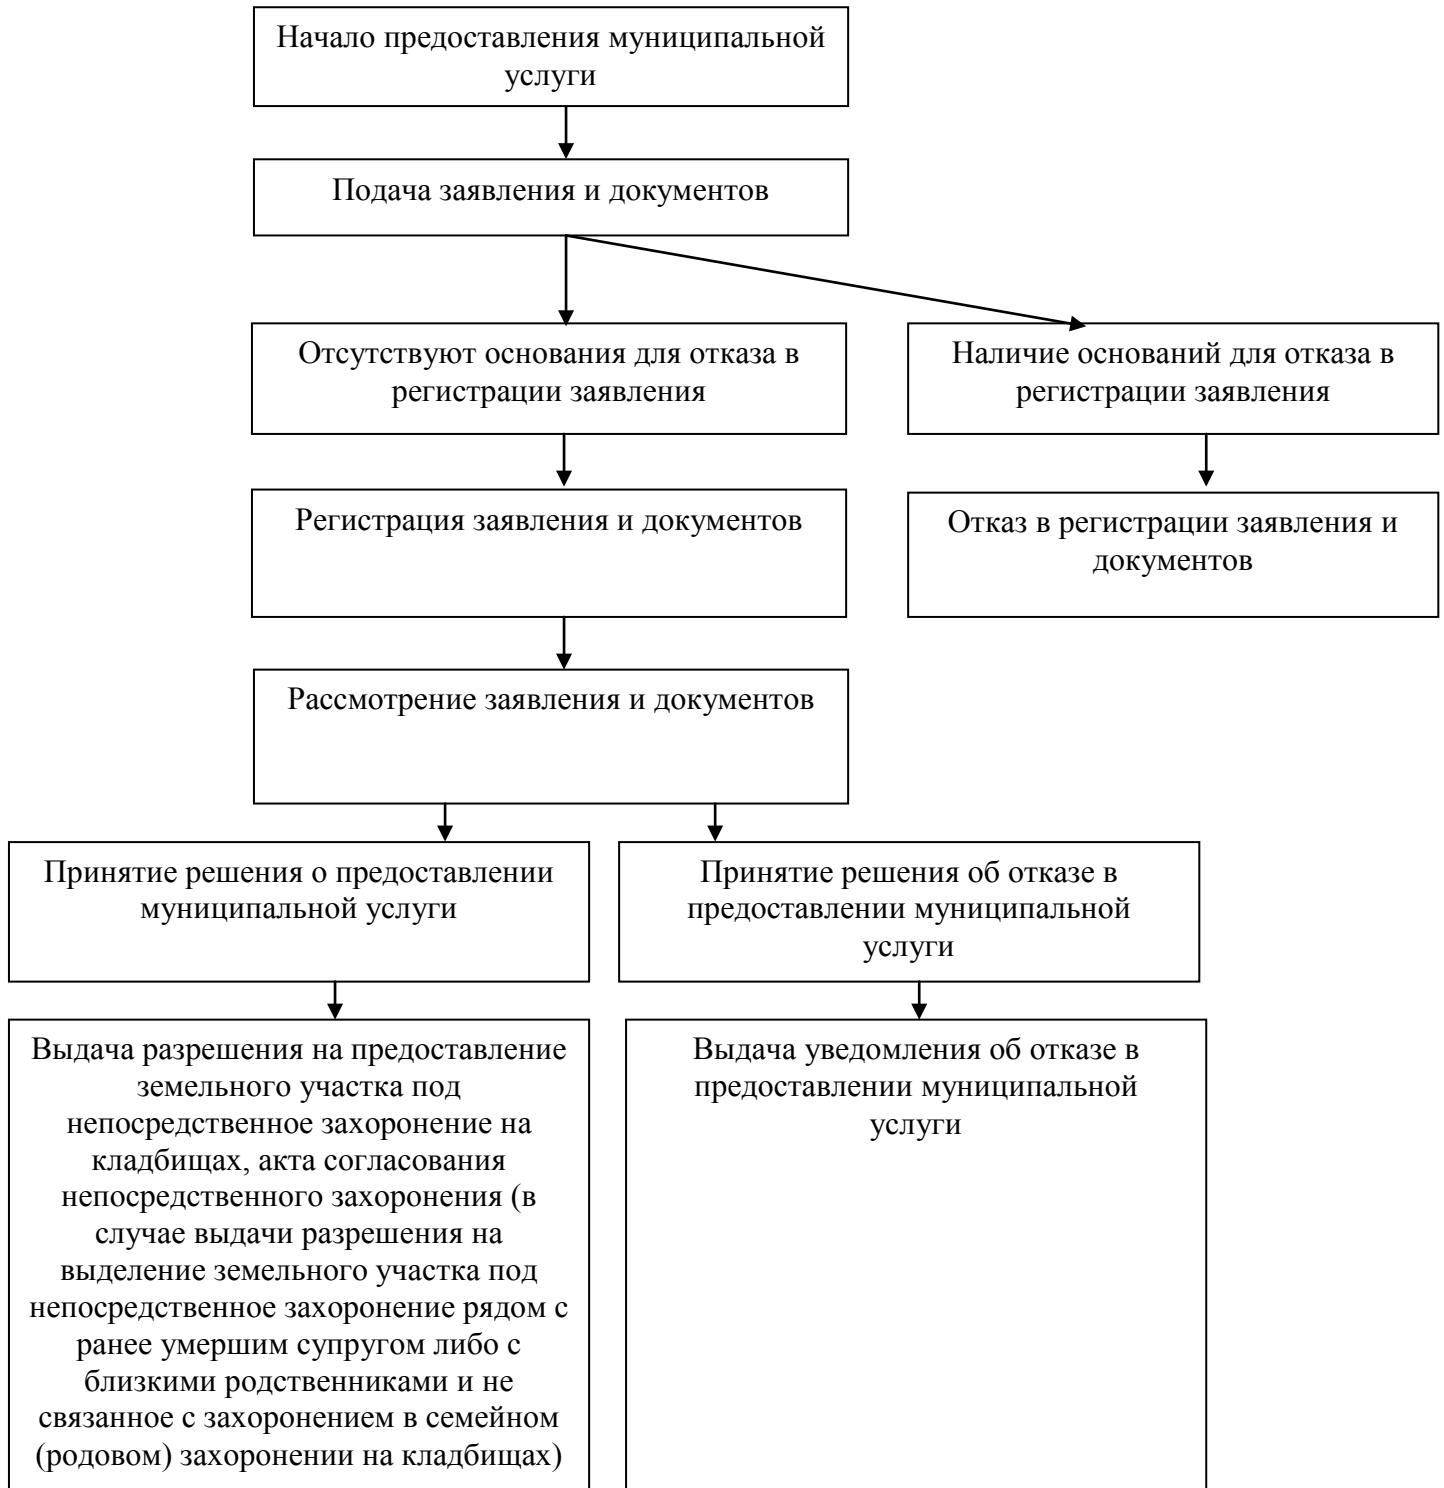 Начало предоставления муниципальной
услуги
Подача заявления и документов
Отсутствуют основания для отказа в
регистрации заявления
Наличие оснований для отказа в
регистрации заявления
Регистрация заявления и документов
Отказ в регистрации заявления и
документов
Рассмотрение заявления и документов
Принятие решения о предоставлении
муниципальной услуги
Принятие решения об отказе в
предоставлении муниципальной
услуги
Выдача разрешения на предоставление
земельного участка под
непосредственное захоронение на
кладбищах, акта согласования
непосредственного захоронения (в
случае выдачи разрешения на
выделение земельного участка под
непосредственное захоронение рядом с
ранее умершим супругом либо с
близкими родственниками и не
связанное с захоронением в семейном
(родовом) захоронении на кладбищах)
Выдача уведомления об отказе в
предоставлении муниципальной
услуги